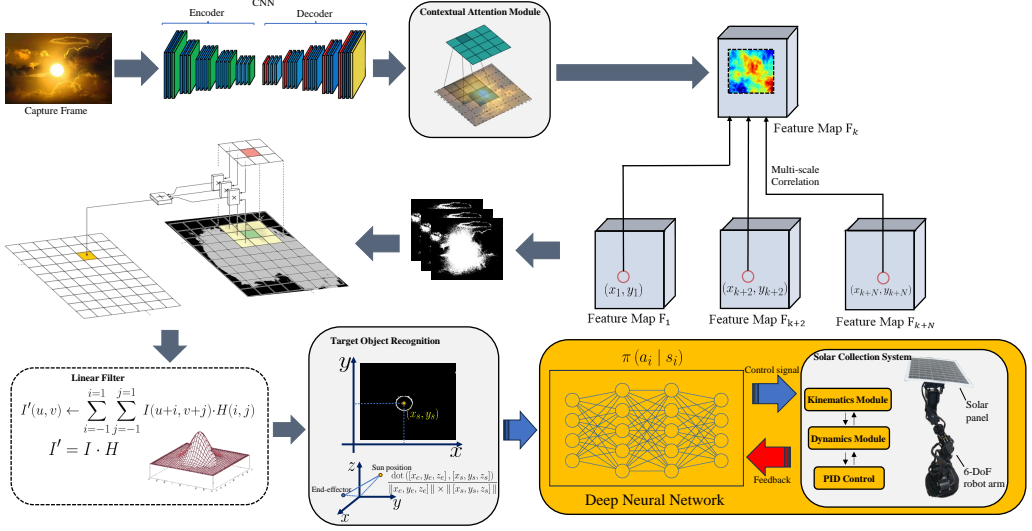 CNN
Encoder
Decoder
Capture Frame
Contextual Attention Module
Feature Map F_k
Multi-scale
Correlation
(x_1, y_1)
(x_{k+2}, y_{k+2})
(x_{k+N}, y_{k+N})
Feature Map F_1
Feature Map F_{k+2}
Feature Map F_{k+N}
×
×
×
+
Linear Filter
I'(u, v) ← ∑_{i=-1}^{i=1} ∑_{j=-1}^{j=1} I(u+i, v+j)·H(i, j)
I' = I · H
Target Object Recognition
y
(x_s, y_s)
x
z
Sun position
End-effector
y
x
dot ([x_e, y_e, z_e], [x_s, y_s, z_s])
‖x_e, y_e, z_e‖ × ‖[x_s, y_s, z_s]‖
π (a_i | s_i)
Deep Neural Network
Control signal
Feedback
Solar Collection System
Kinematics Module
Dynamics Module
PID Control
Solar
panel
6-DoF
robot arm